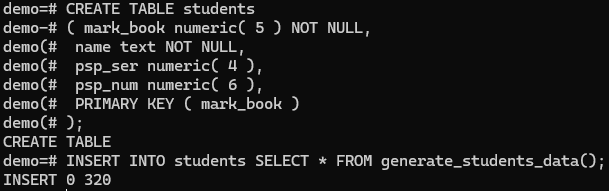 demo=# CREATE TABLE students
demo-# ( mark_book numeric( 5 ) NOT NULL,
demo(#  name text NOT NULL,
demo(#  psp_ser numeric( 4 ),
demo(#  psp_num numeric( 6 ),
demo(#  PRIMARY KEY ( mark_book )
demo(# );
CREATE TABLE
demo=# INSERT INTO students SELECT * FROM generate_students_data();
INSERT 0 320